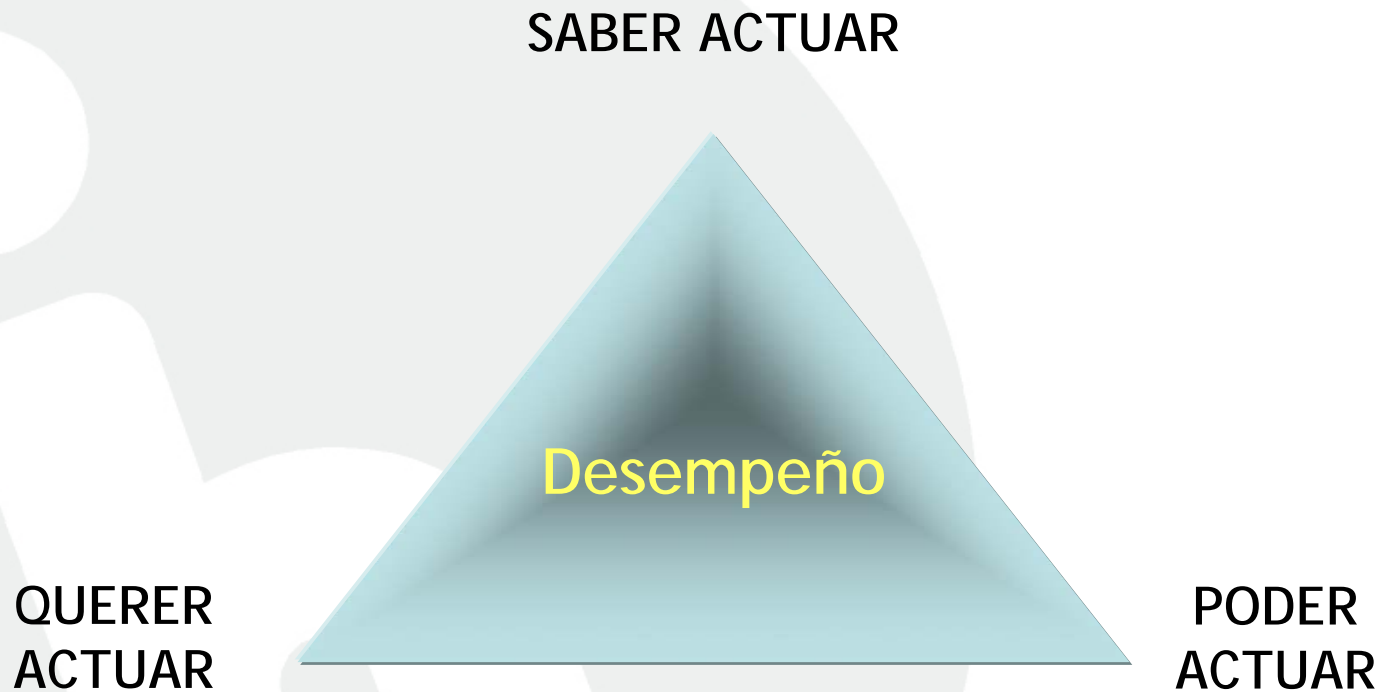 SABER ACTUAR
Desempeño
QUERER
ACTUAR
PODER
ACTUAR